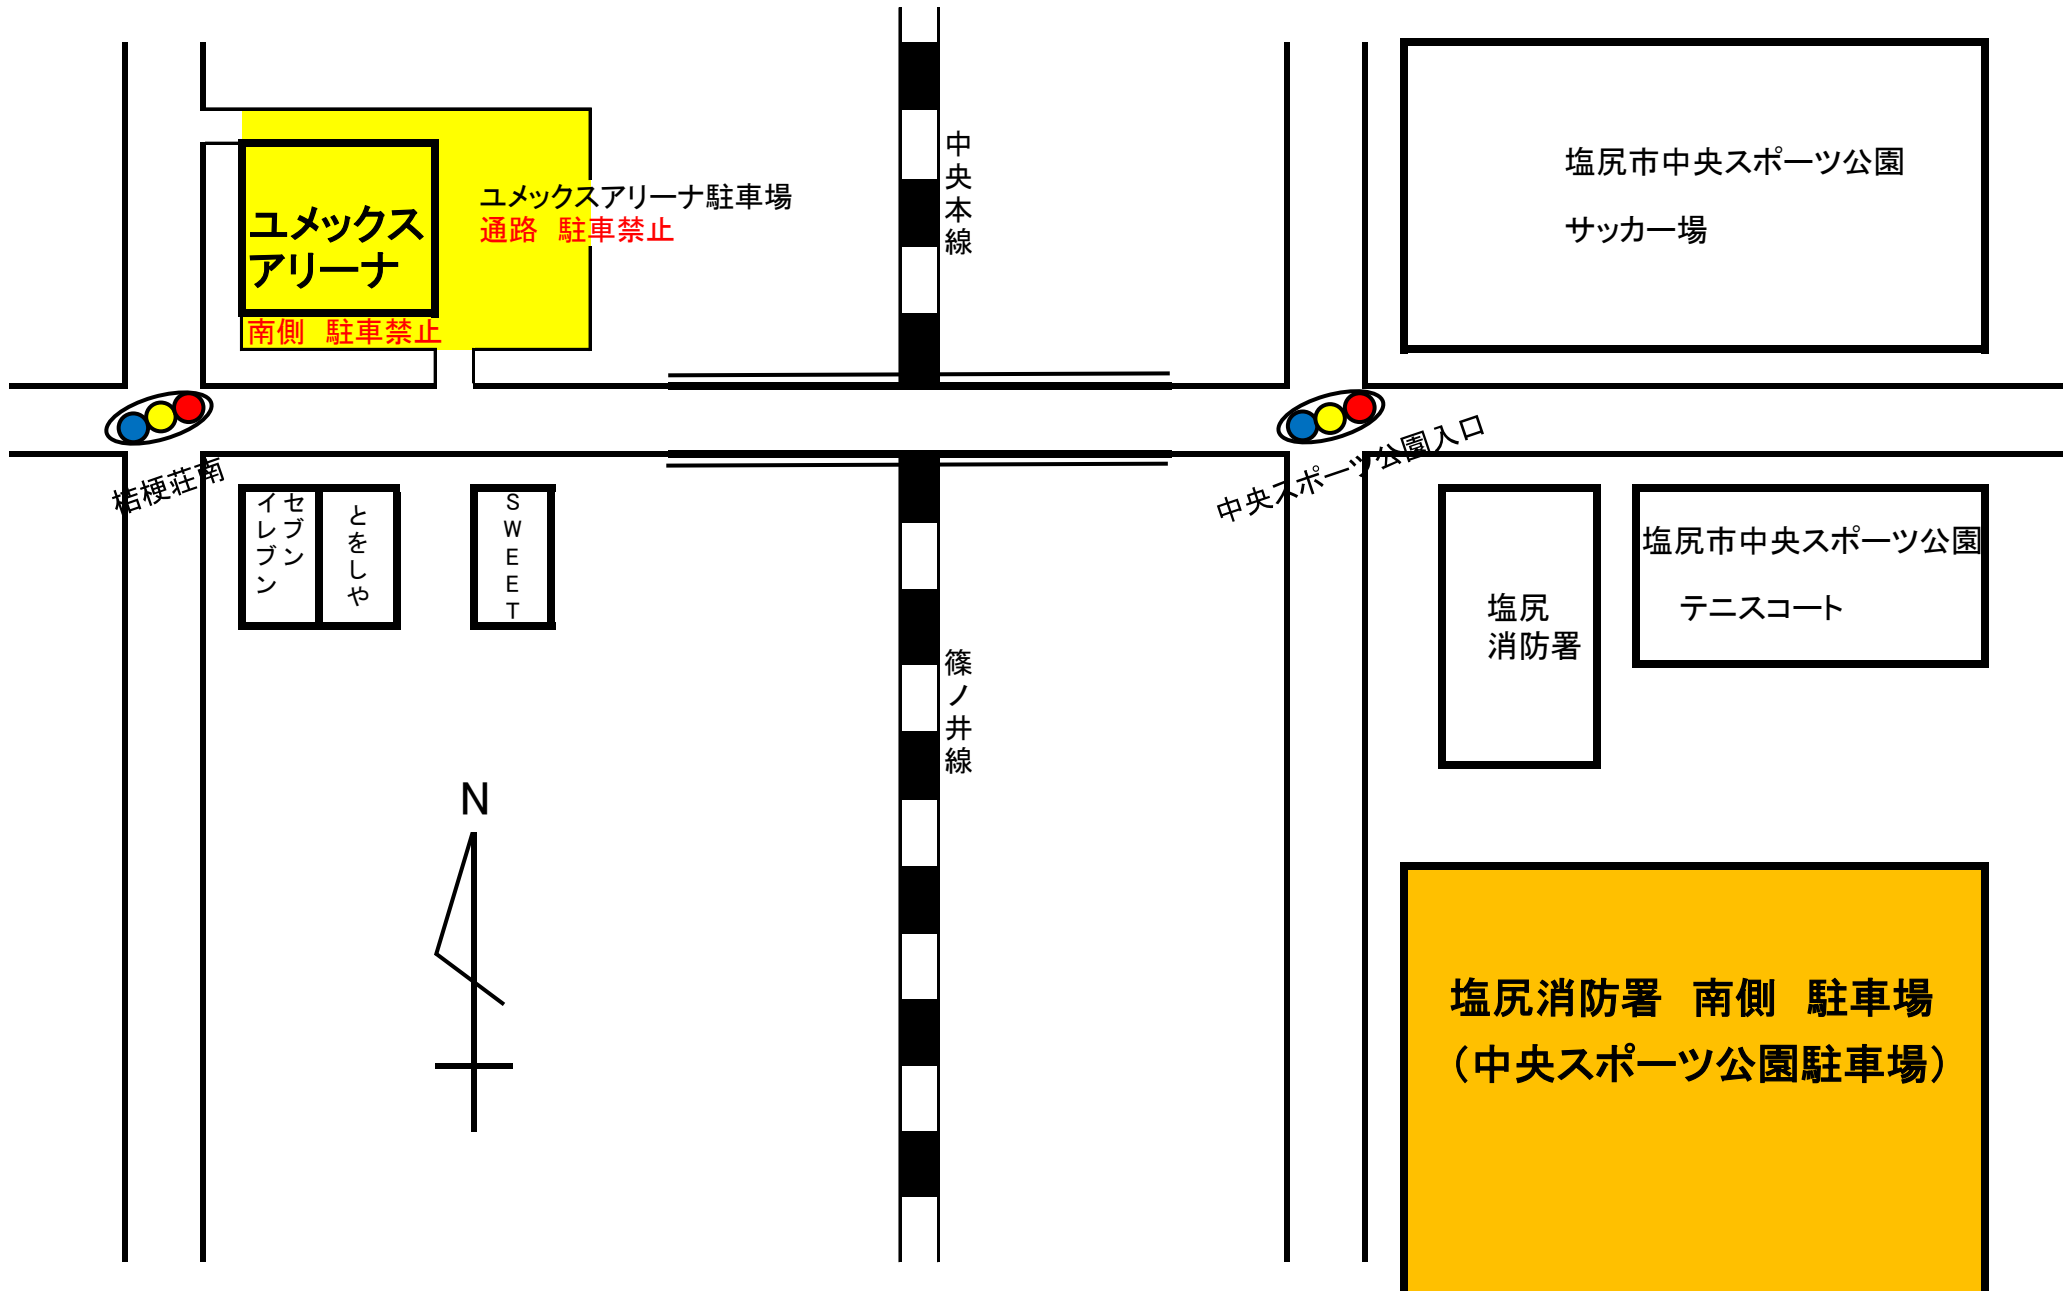 ユメックス
アリーナ
南側　駐車禁止
ユメックスアリーナ駐車場
通路　駐車禁止
中央本線
塩尻市中央スポーツ公園
サッカー場
桔梗荘南
中央スポーツ公園入口
セブン
イレブン
とをしや
SWEET
篠ノ井線
塩尻
消防署
塩尻市中央スポーツ公園
テニスコート
N
塩尻消防署　南側　駐車場
（中央スポーツ公園駐車場）